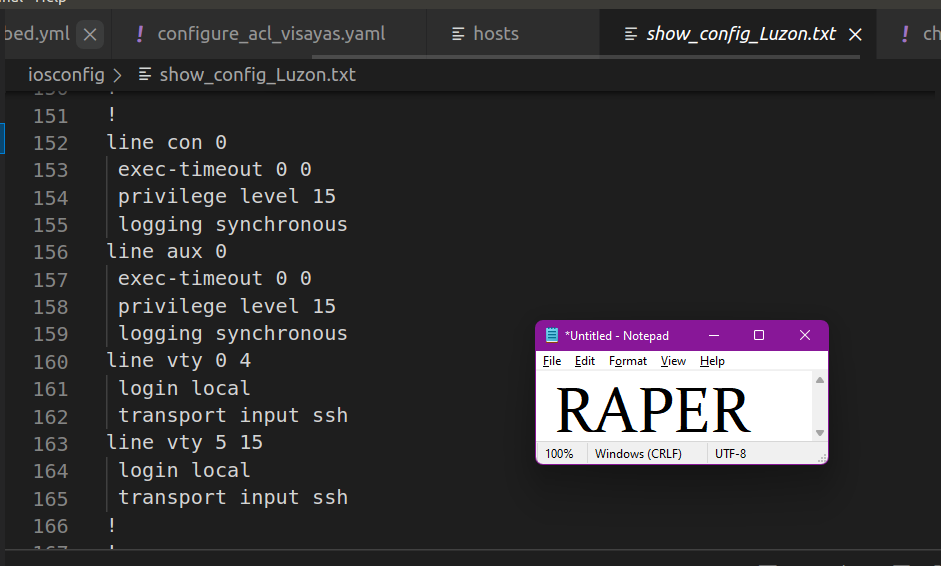 bed.yml
! configure_acl_visayas.yaml
hosts
show_config_Luzon.txt
! ch
iosconfig > show_config_Luzon.txt
150 !
151 !
152 line con 0
153 exec-timeout 0 0
154 privilege level 15
155 logging synchronous
156 line aux 0
157 exec-timeout 0 0
158 privilege level 15
159 logging synchronous
160 line vty 0 4
161 login local
162 transport input ssh
163 line vty 5 15
164 login local
165 transport input ssh
166 !
167 !
*Untitled - Notepad
File Edit Format View Help
RAPER
100% Windows (CRLF) UTF-8